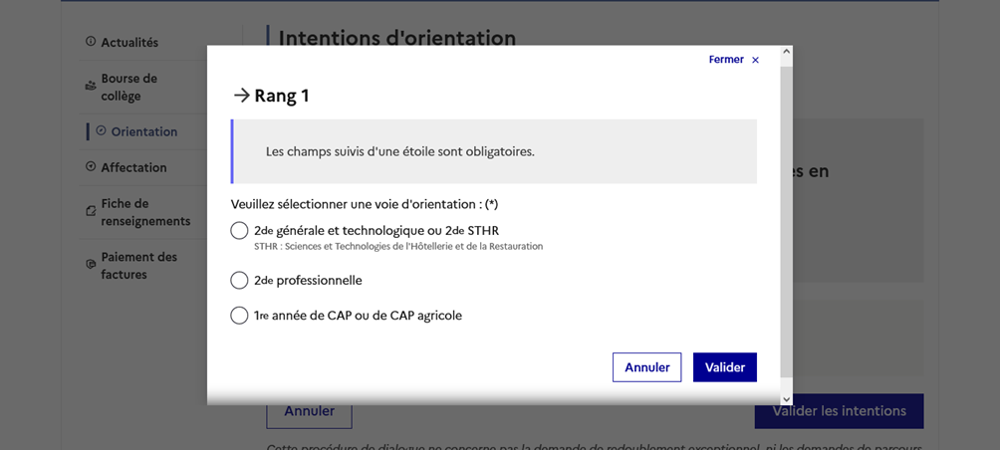 Actualités
Bourse de
collège
Orientation
Affectation
Fiche de
renseignements
Paiement des
factures
Intentions d'orientation
Fermer ×
→ Rang 1
Les champs suivis d'une étoile sont obligatoires.
Veuillez sélectionner une voie d'orientation : (*)
2de générale et technologique ou 2de STHR
STHR : Sciences et Technologies de l'Hôtellerie et de la Restauration
2de professionnelle
1re année de CAP ou de CAP agricole
Annuler
Valider
es en
Annuler
Valider les intentions
Cette procédure de dialogue ne concerne pas la demande de redoublement exceptionnel, ni les demandes de parcours